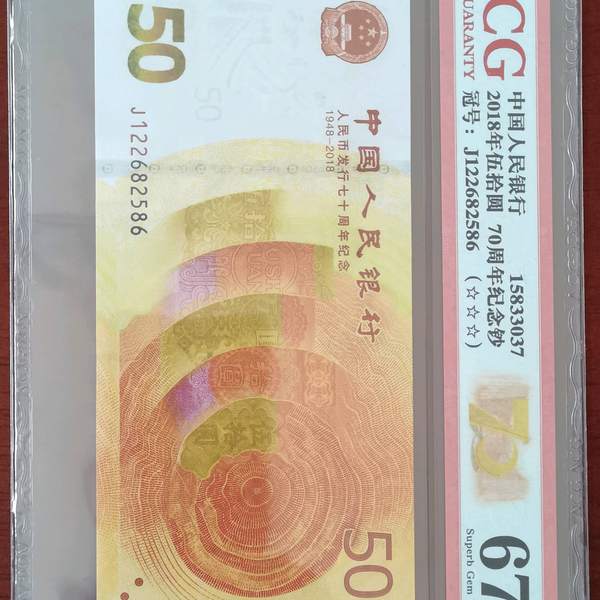 50
J122682586
中国人民银行
人民币发行七十周年纪念
1948-2018
50
CG
UARANTY
中国人民银行 15833037
2018年伍拾圆 70周年纪念钞
冠号：J122682586 (☆☆☆)
67
Superb Gem